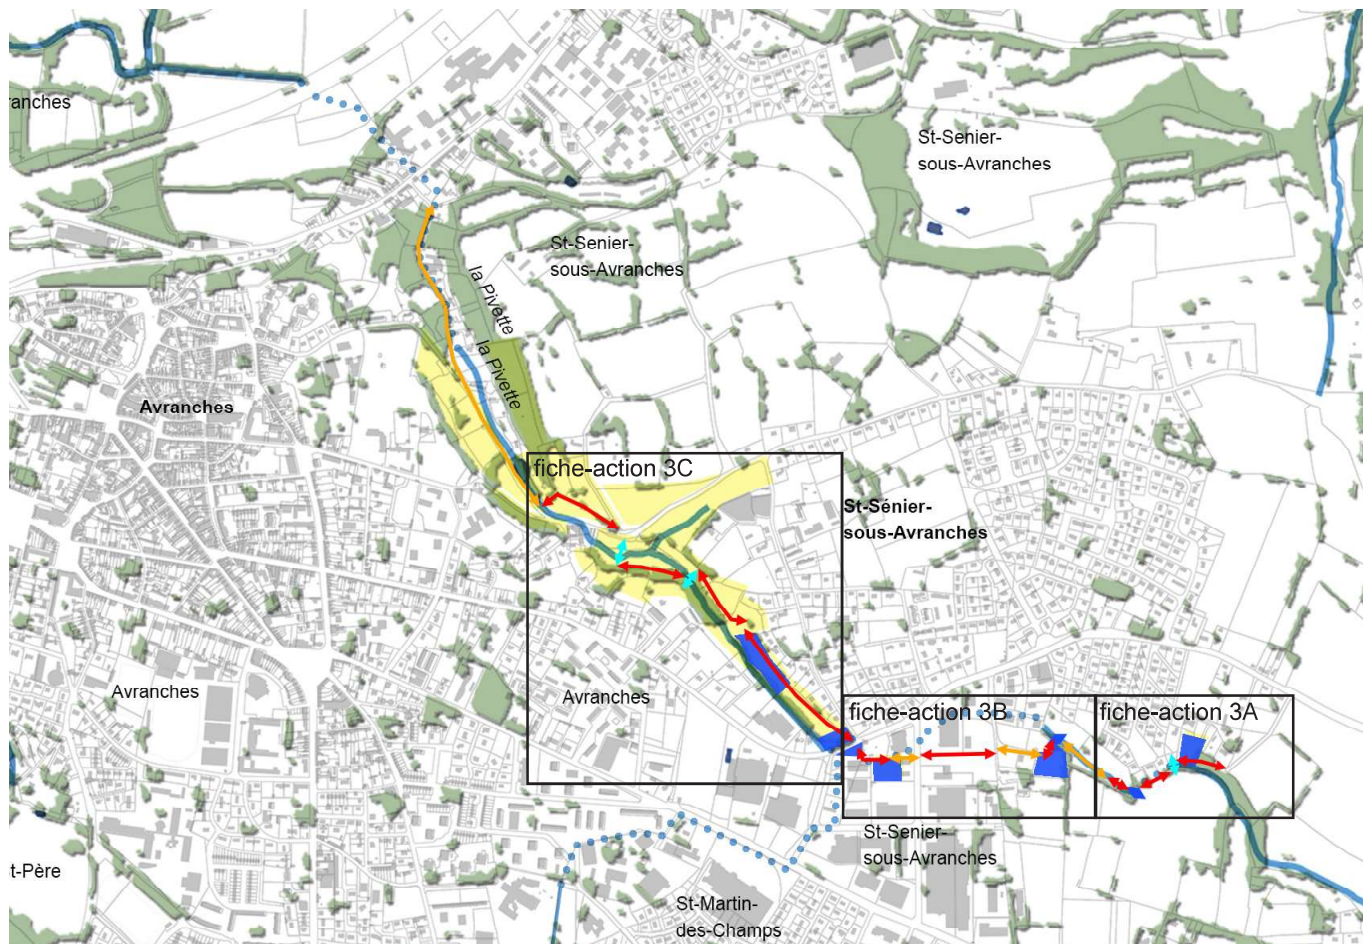 ranches
St-Senier-
sous-Avranches
St-Senier-
sous-Avranches
la Pivette
la Pivette
Avranches
fiche-action 3C
St-Sénier-
sous-Avranches
Avranches
Avranches
fiche-action 3B
fiche-action 3A
St-Senier-
sous-Avranches
t-Père
St-Martin-
des-Champs